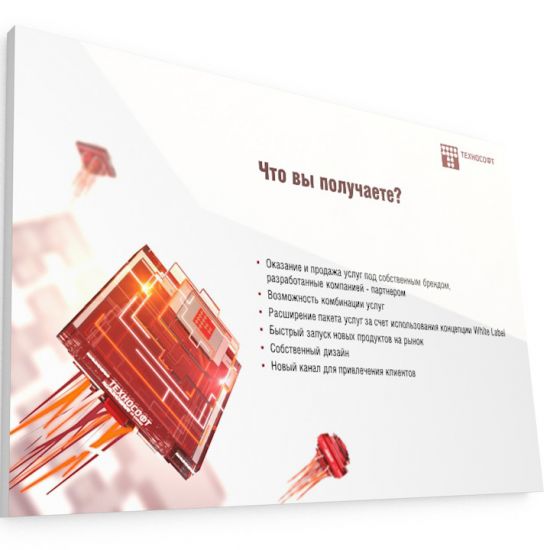 ТЕХНОСОФТ
Что вы получаете?
• Оказание и продажа услуг под собственным брендом,
разработанные компанией - партнером
• Возможность комбинации услуг
• Расширение пакета услуг за счет использования концепции White Label
• Быстрый запуск новых продуктов на рынок
• Собственный дизайн
• Новый канал для привлечения клиентов
ТЕХНОСОФТ